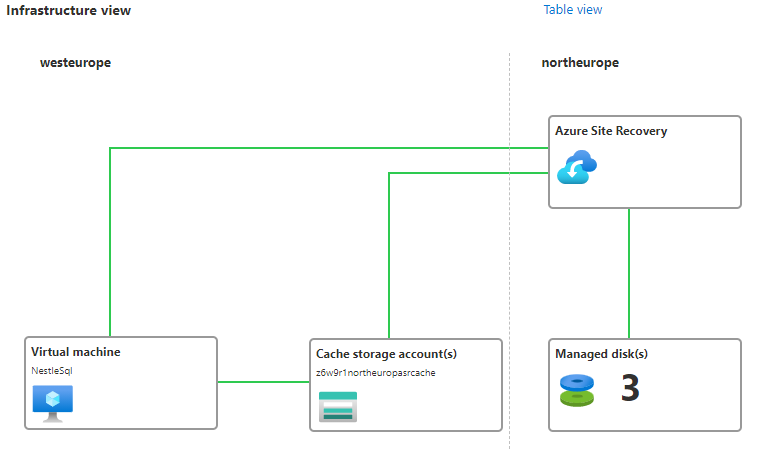 Infrastructure view
Table view
westeurope
northeurope
Azure Site Recovery
Virtual machine
NestleSql
Cache storage account(s)
z6w9r1northeuropasrcache
Managed disk(s)
3